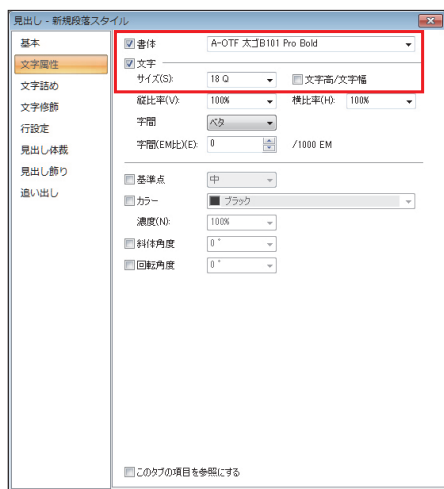 見出し - 新規段落スタイル
基本
文字属性
文字詰め
文字修飾
行設定
見出し体裁
見出し飾り
追い出し
書体 A-OTF 太ゴB101 Pro Bold
文字
サイズ(S): 18 Q 文字高/文字幅
縦比率(V): 100% 横比率(H): 100%
字間 ベタ
字間(EM比)(E): 0 /1000 EM
基準点 中
カラー ブラック
濃度(N): 100%
斜体角度 0 °
回転角度 0 °
このタブの項目を参照にする